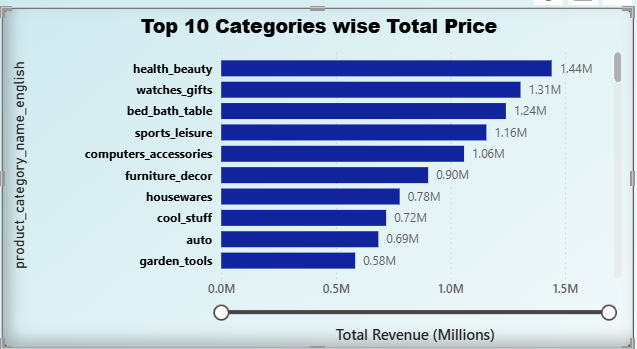 Top 10 Categories wise Total Price
product_category_name_english
health_beauty 1.44M
watches_gifts 1.31M
bed_bath_table 1.24M
sports_leisure 1.16M
computers_accessories 1.06M
furniture_decor 0.90M
housewares 0.78M
cool_stuff 0.72M
auto 0.69M
garden_tools 0.58M
0.0M 0.5M 1.0M 1.5M
Total Revenue (Millions)